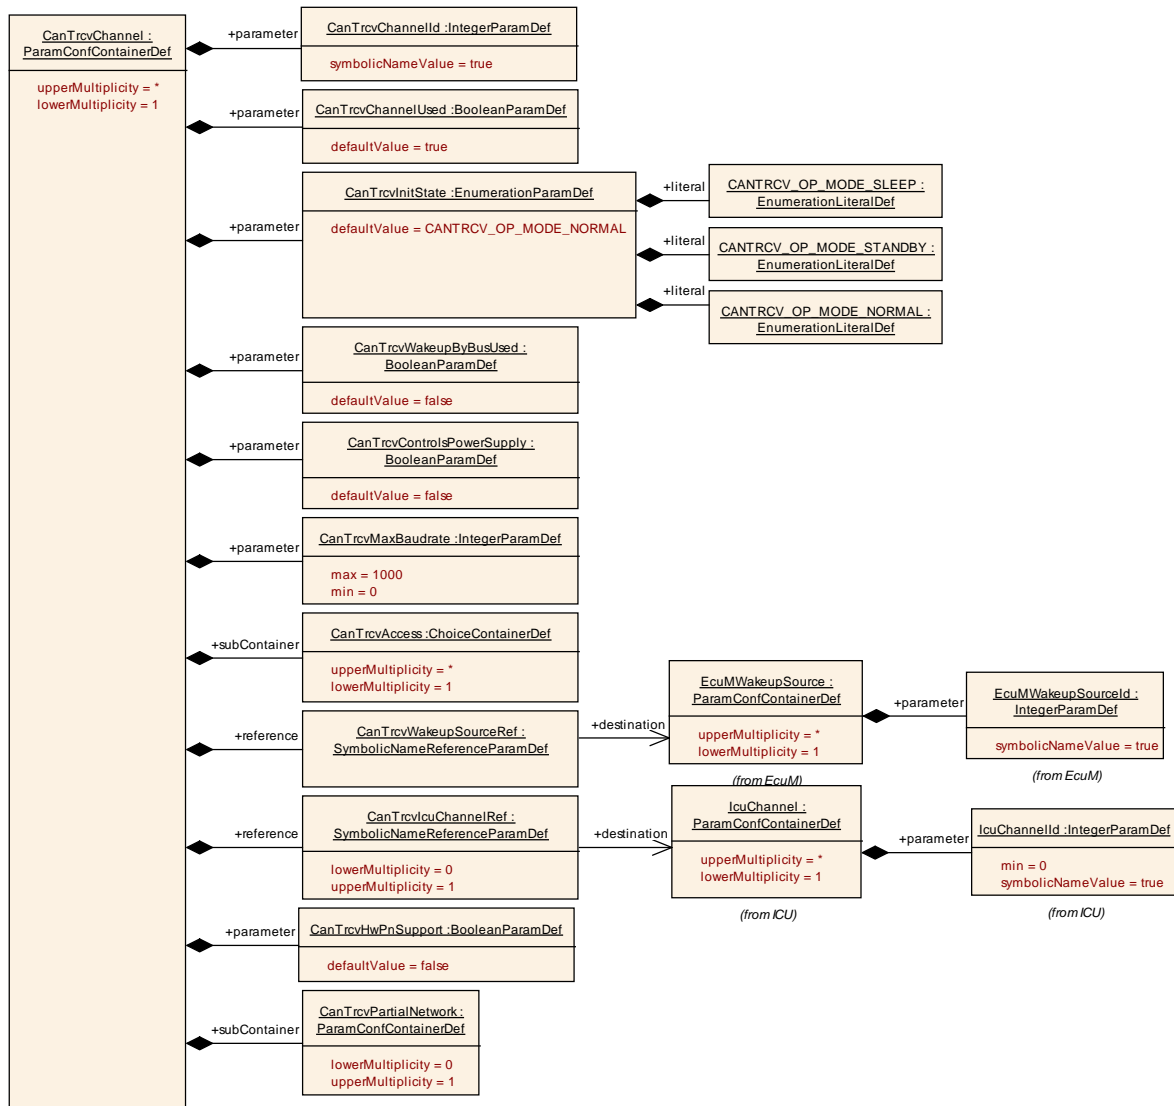 CanTrcvChannel :
ParamConfContainerDef
upperMultiplicity = *
lowerMultiplicity = 1
+parameter
CanTrcvChannelId :IntegerParamDef
symbolicNameValue = true
+parameter
CanTrcvChannelUsed :BooleanParamDef
defaultValue = true
+parameter
CanTrcvInitState :EnumerationParamDef
defaultValue = CANTRCV_OP_MODE_NORMAL
+literal
CANTRCV_OP_MODE_SLEEP :
EnumerationLiteralDef
+literal
CANTRCV_OP_MODE_STANDBY :
EnumerationLiteralDef
+literal
CANTRCV_OP_MODE_NORMAL :
EnumerationLiteralDef
+parameter
CanTrcvWakeupByBusUsed :
BooleanParamDef
defaultValue = false
+parameter
CanTrcvControlsPowerSupply :
BooleanParamDef
defaultValue = false
+parameter
CanTrcvMaxBaudrate :IntegerParamDef
max = 1000
min = 0
+subContainer
CanTrcvAccess :ChoiceContainerDef
upperMultiplicity = *
lowerMultiplicity = 1
+reference
CanTrcvWakeupSourceRef :
SymbolicNameReferenceParamDef
+destination
EcuMWakeupSource :
ParamConfContainerDef
upperMultiplicity = *
lowerMultiplicity = 1
(from EcuM)
+parameter
EcuMWakeupSourceId :
IntegerParamDef
symbolicNameValue = true
(from EcuM)
+reference
CanTrcvIcuChannelRef :
SymbolicNameReferenceParamDef
lowerMultiplicity = 0
upperMultiplicity = 1
+destination
IcuChannel :
ParamConfContainerDef
upperMultiplicity = *
lowerMultiplicity = 1
(from ICU)
+parameter
IcuChannelId :IntegerParamDef
min = 0
symbolicNameValue = true
(from ICU)
+parameter
CanTrcvHwPnSupport :BooleanParamDef
defaultValue = false
+subContainer
CanTrcvPartialNetwork :
ParamConfContainerDef
lowerMultiplicity = 0
upperMultiplicity = 1